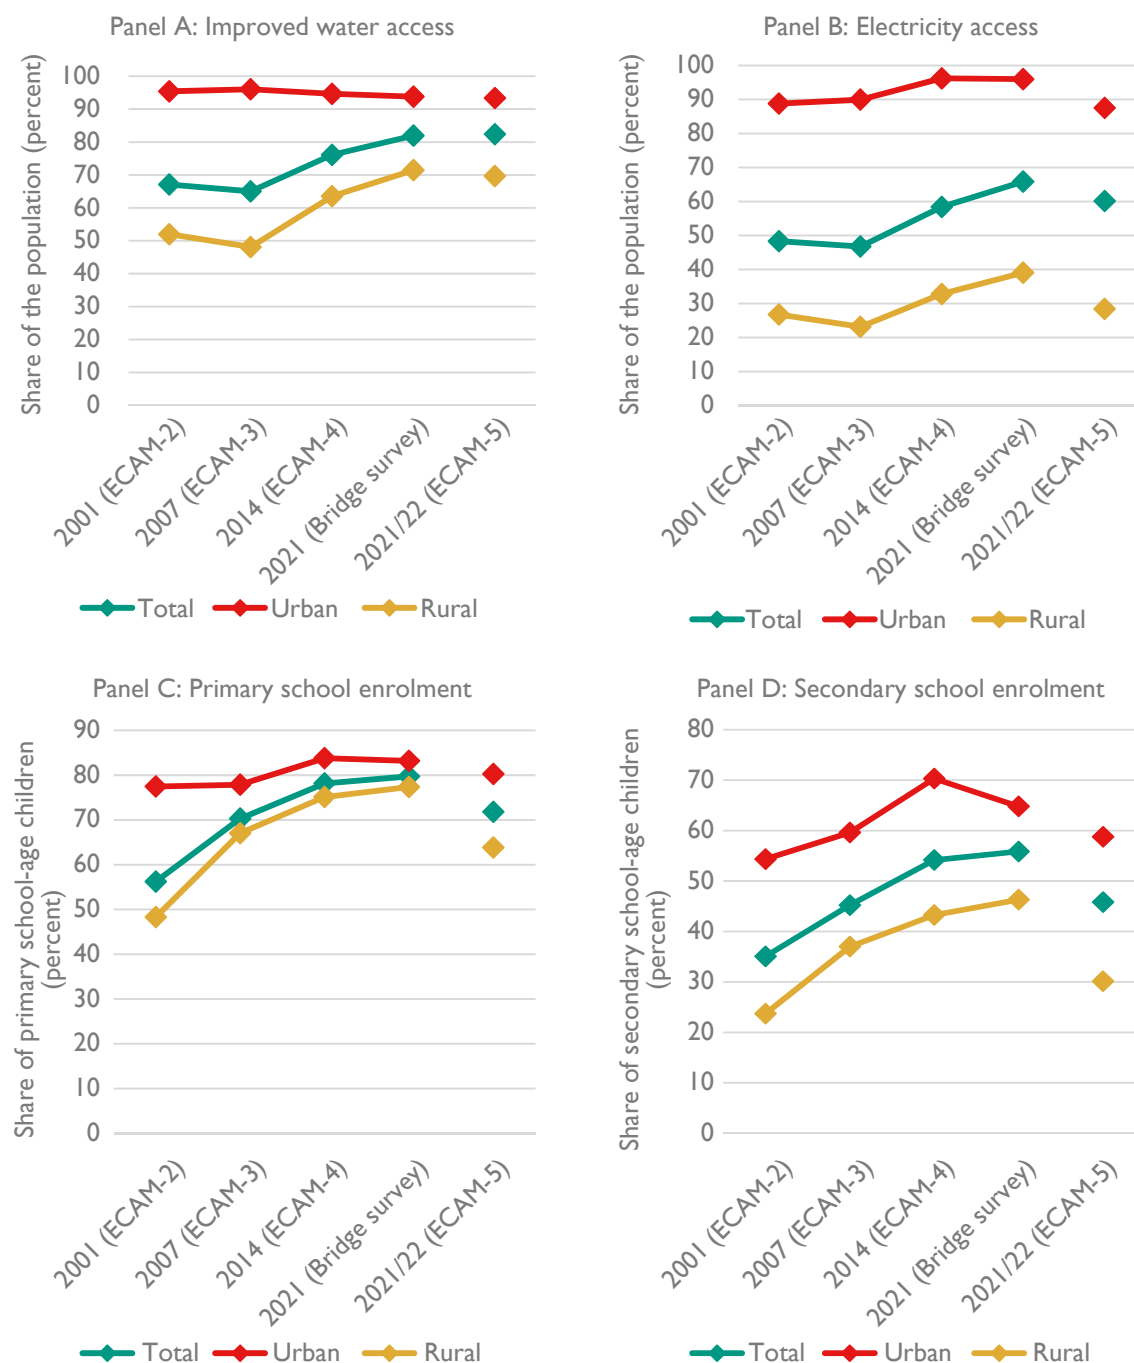 Panel A: Improved water access
Share of the population (percent)
100
90
80
70
60
50
40
30
20
10
0
2001 (ECAM-2)
2007 (ECAM-3)
2014 (ECAM-4)
2021 (Bridge survey)
2021/22 (ECAM-5)
Total Urban Rural
Panel B: Electricity access
Share of the population (percent)
100
90
80
70
60
50
40
30
20
10
0
2001 (ECAM-2)
2007 (ECAM-3)
2014 (ECAM-4)
2021 (Bridge survey)
2021/22 (ECAM-5)
Total Urban Rural
Panel C: Primary school enrolment
Share of primary school-age children
(percent)
90
80
70
60
50
40
30
20
10
0
2001 (ECAM-2)
2007 (ECAM-3)
2014 (ECAM-4)
2021 (Bridge survey)
2021/22 (ECAM-5)
Total Urban Rural
Panel D: Secondary school enrolment
Share of secondary school-age children
(percent)
80
70
60
50
40
30
20
10
0
2001 (ECAM-2)
2007 (ECAM-3)
2014 (ECAM-4)
2021 (Bridge survey)
2021/22 (ECAM-5)
Total Urban Rural